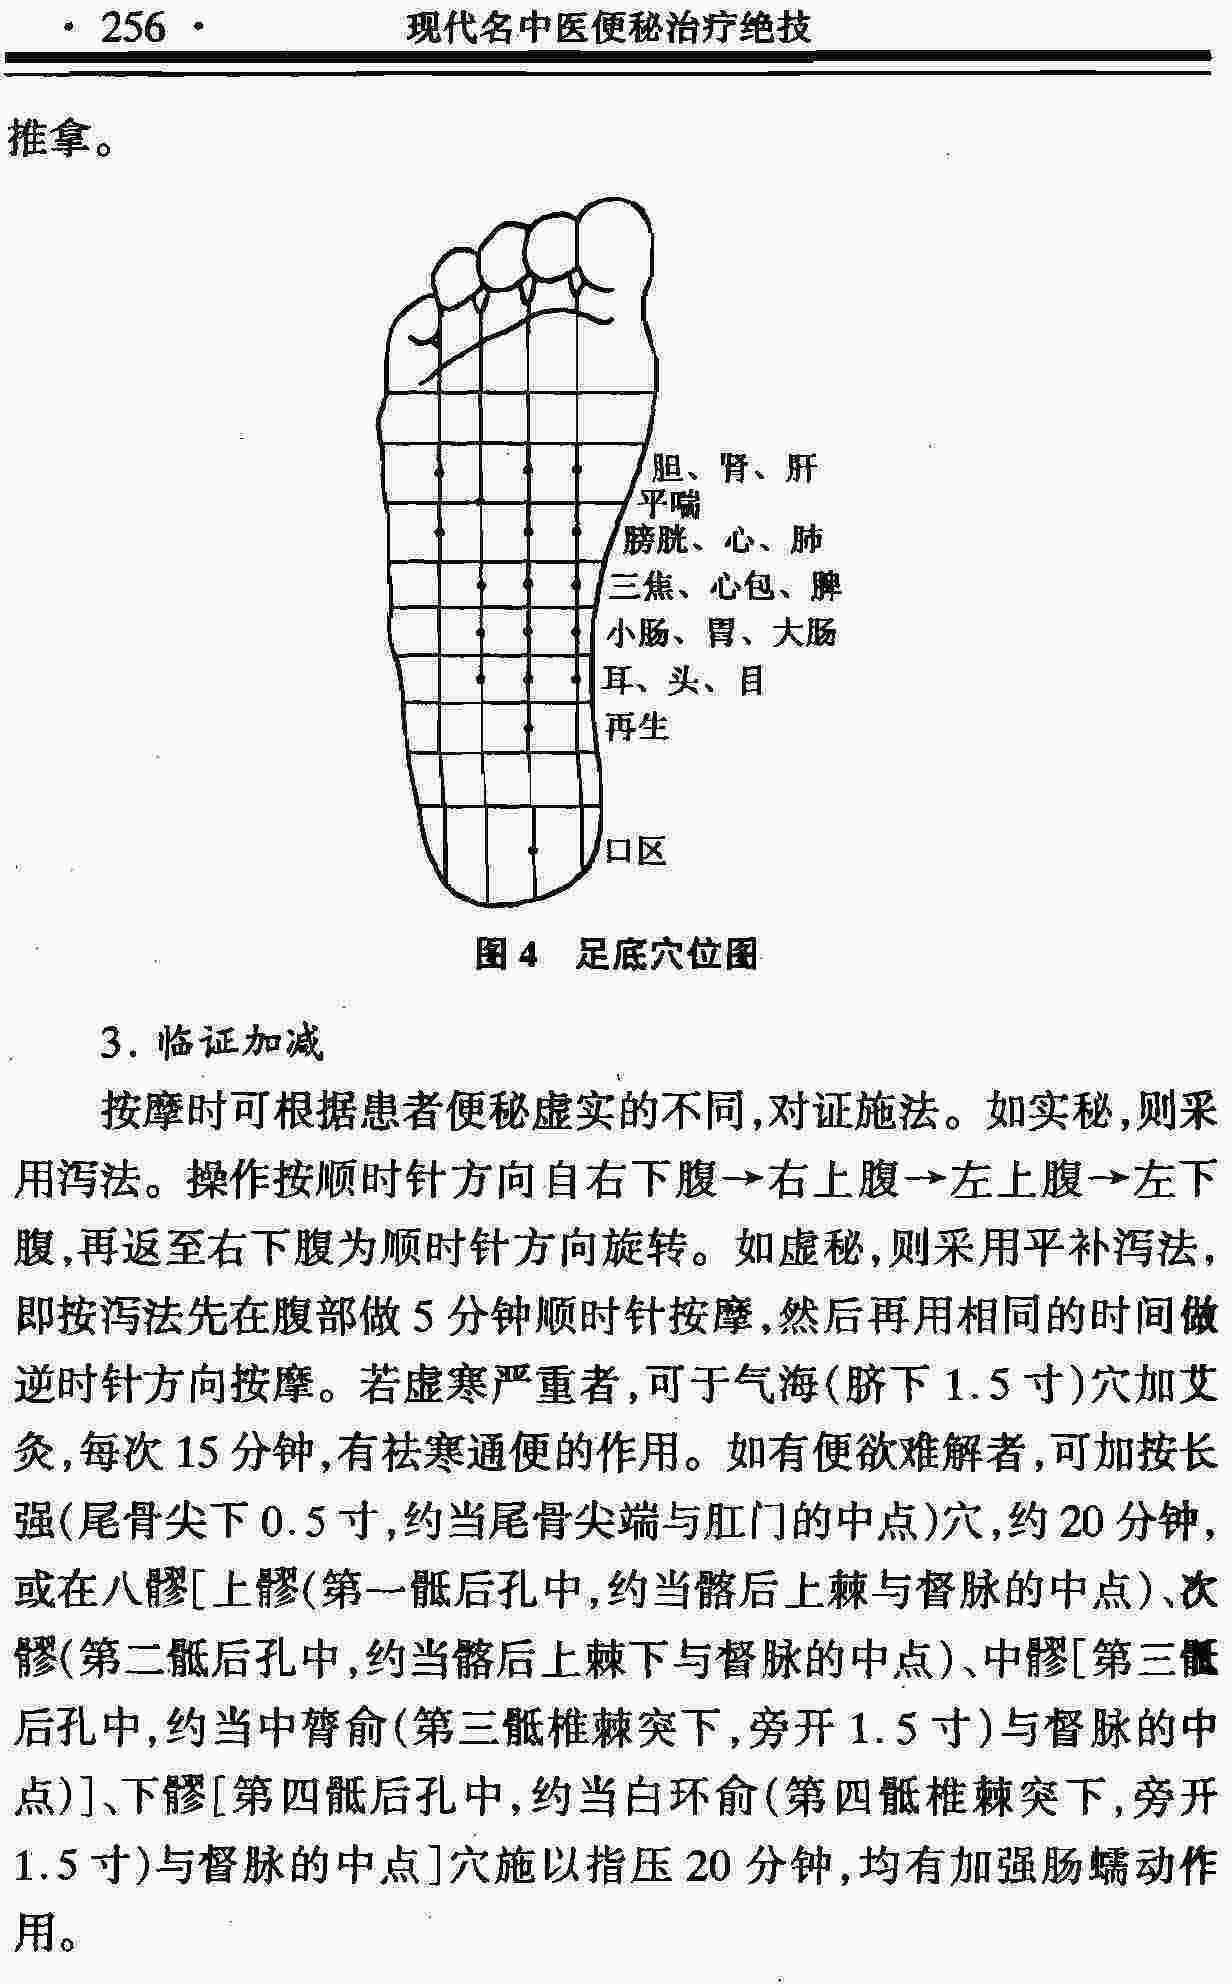 · 256 · 现代名中医便秘治疗绝技
推拿。
胆、肾、肝
平喘
膀胱、心、肺
三焦、心包、脾
小肠、胃、大肠
耳、头、目
再生
口区
图4 足底穴位图
3. 临证加减
按摩时可根据患者便秘虚实的不同,对证施法。如实秘,则采
用泻法。操作按顺时针方向自右下腹→右上腹→左上腹→左下
腹,再返至右下腹为顺时针方向旋转。如虚秘,则采用平补泻法,
即按泻法先在腹部做5分钟顺时针按摩,然后再用相同的时间做
逆时针方向按摩。若虚寒严重者,可于气海(脐下1.5寸)穴加艾
灸,每次15分钟,有祛寒通便的作用。如有便欲难解者,可加按长
强(尾骨尖下0.5寸,约当尾骨尖端与肛门的中点)穴,约20分钟,
或在八髎[上髎(第一骶后孔中,约当髂后上棘与督脉的中点)、次
髎(第二骶后孔中,约当髂后上棘下与督脉的中点)、中髎[第三骶
后孔中,约当中膂俞(第三骶椎棘突下,旁开1.5寸)与督脉的中
点)]、下髎[第四骶后孔中,约当白环俞(第四骶椎棘突下,旁开
1.5寸)与督脉的中点]穴施以指压20分钟,均有加强肠蠕动作
用。